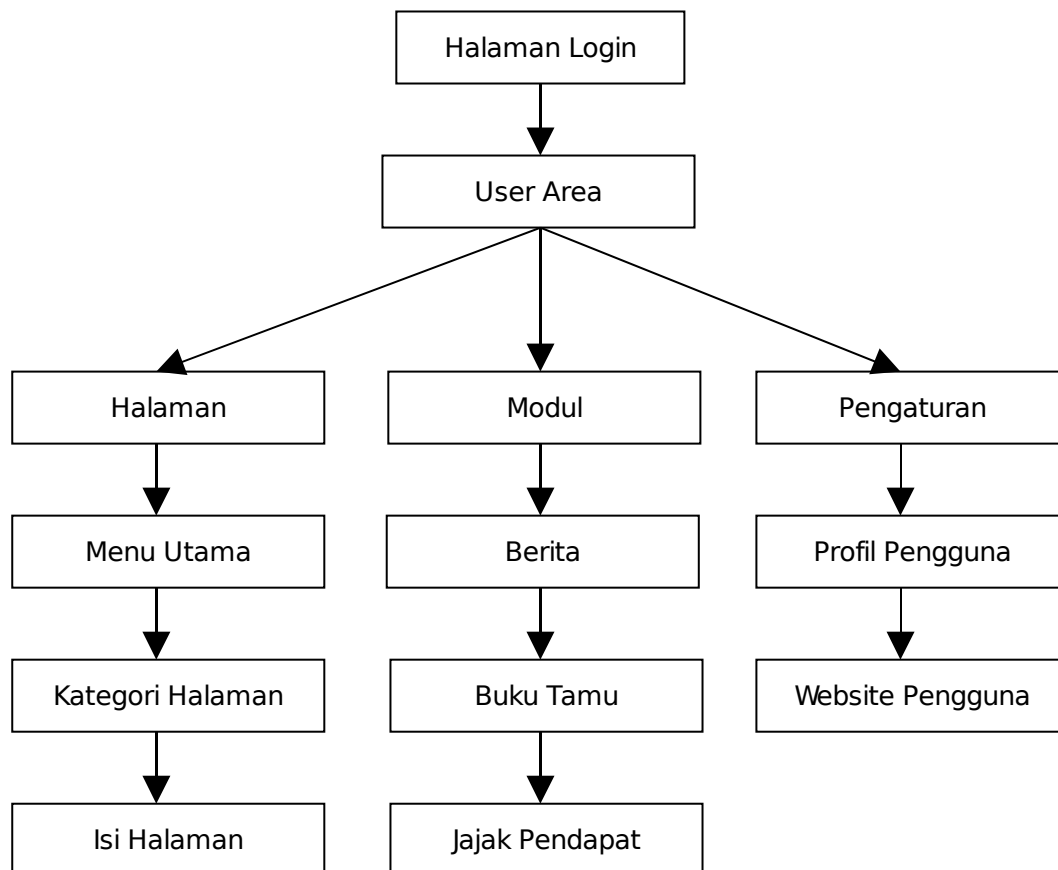 Halaman Login
User Area
Halaman
Modul
Pengaturan
Menu Utama
Berita
Profil Pengguna
Kategori Halaman
Buku Tamu
Website Pengguna
Isi Halaman
Jajak Pendapat